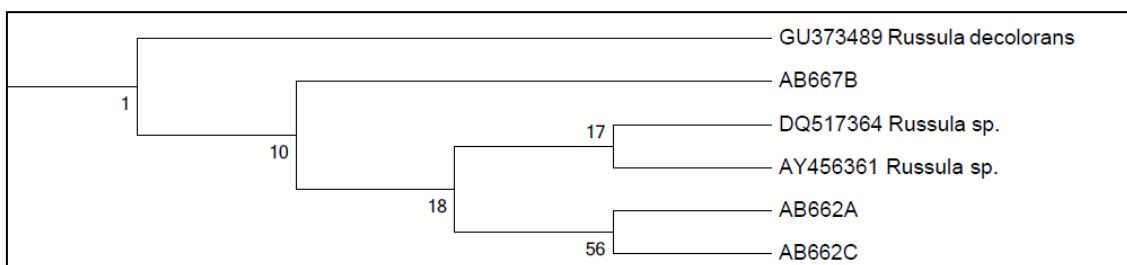 GU373489 Russula decolorans
AB667B
1
DQ517364 Russula sp.
17
10
AY456361 Russula sp.
18
AB662A
56
AB662C